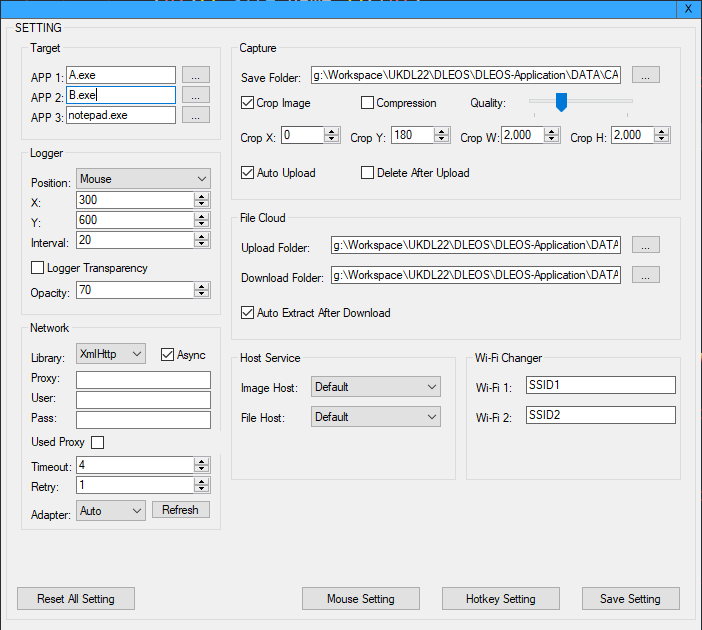 X
SETTING
Target
APP 1: A.exe ...
APP 2: B.exe ...
APP 3: notepad.exe ...
Logger
Position: Mouse
X: 300
Y: 600
Interval: 20
Logger Transparency
Opacity: 70
Network
Library: XmlHttp Async
Proxy:
User:
Pass:
Used Proxy
Timeout: 4
Retry: 1
Adapter: Auto Refresh
Capture
Save Folder: g:\Workspace\UKDL22\DLEOS\DLEOS-Application\DATA\CA ...
Crop Image Compression Quality:
Crop X: 0 Crop Y: 180 Crop W: 2,000 Crop H: 2,000
Auto Upload Delete After Upload
File Cloud
Upload Folder: g:\Workspace\UKDL22\DLEOS\DLEOS-Application\DATA ...
Download Folder: g:\Workspace\UKDL22\DLEOS\DLEOS-Application\DATA ...
Auto Extract After Download
Host Service
Image Host: Default
File Host: Default
Wi-Fi Changer
Wi-Fi 1: SSID1
Wi-Fi 2: SSID2
Reset All Setting Mouse Setting Hotkey Setting Save Setting